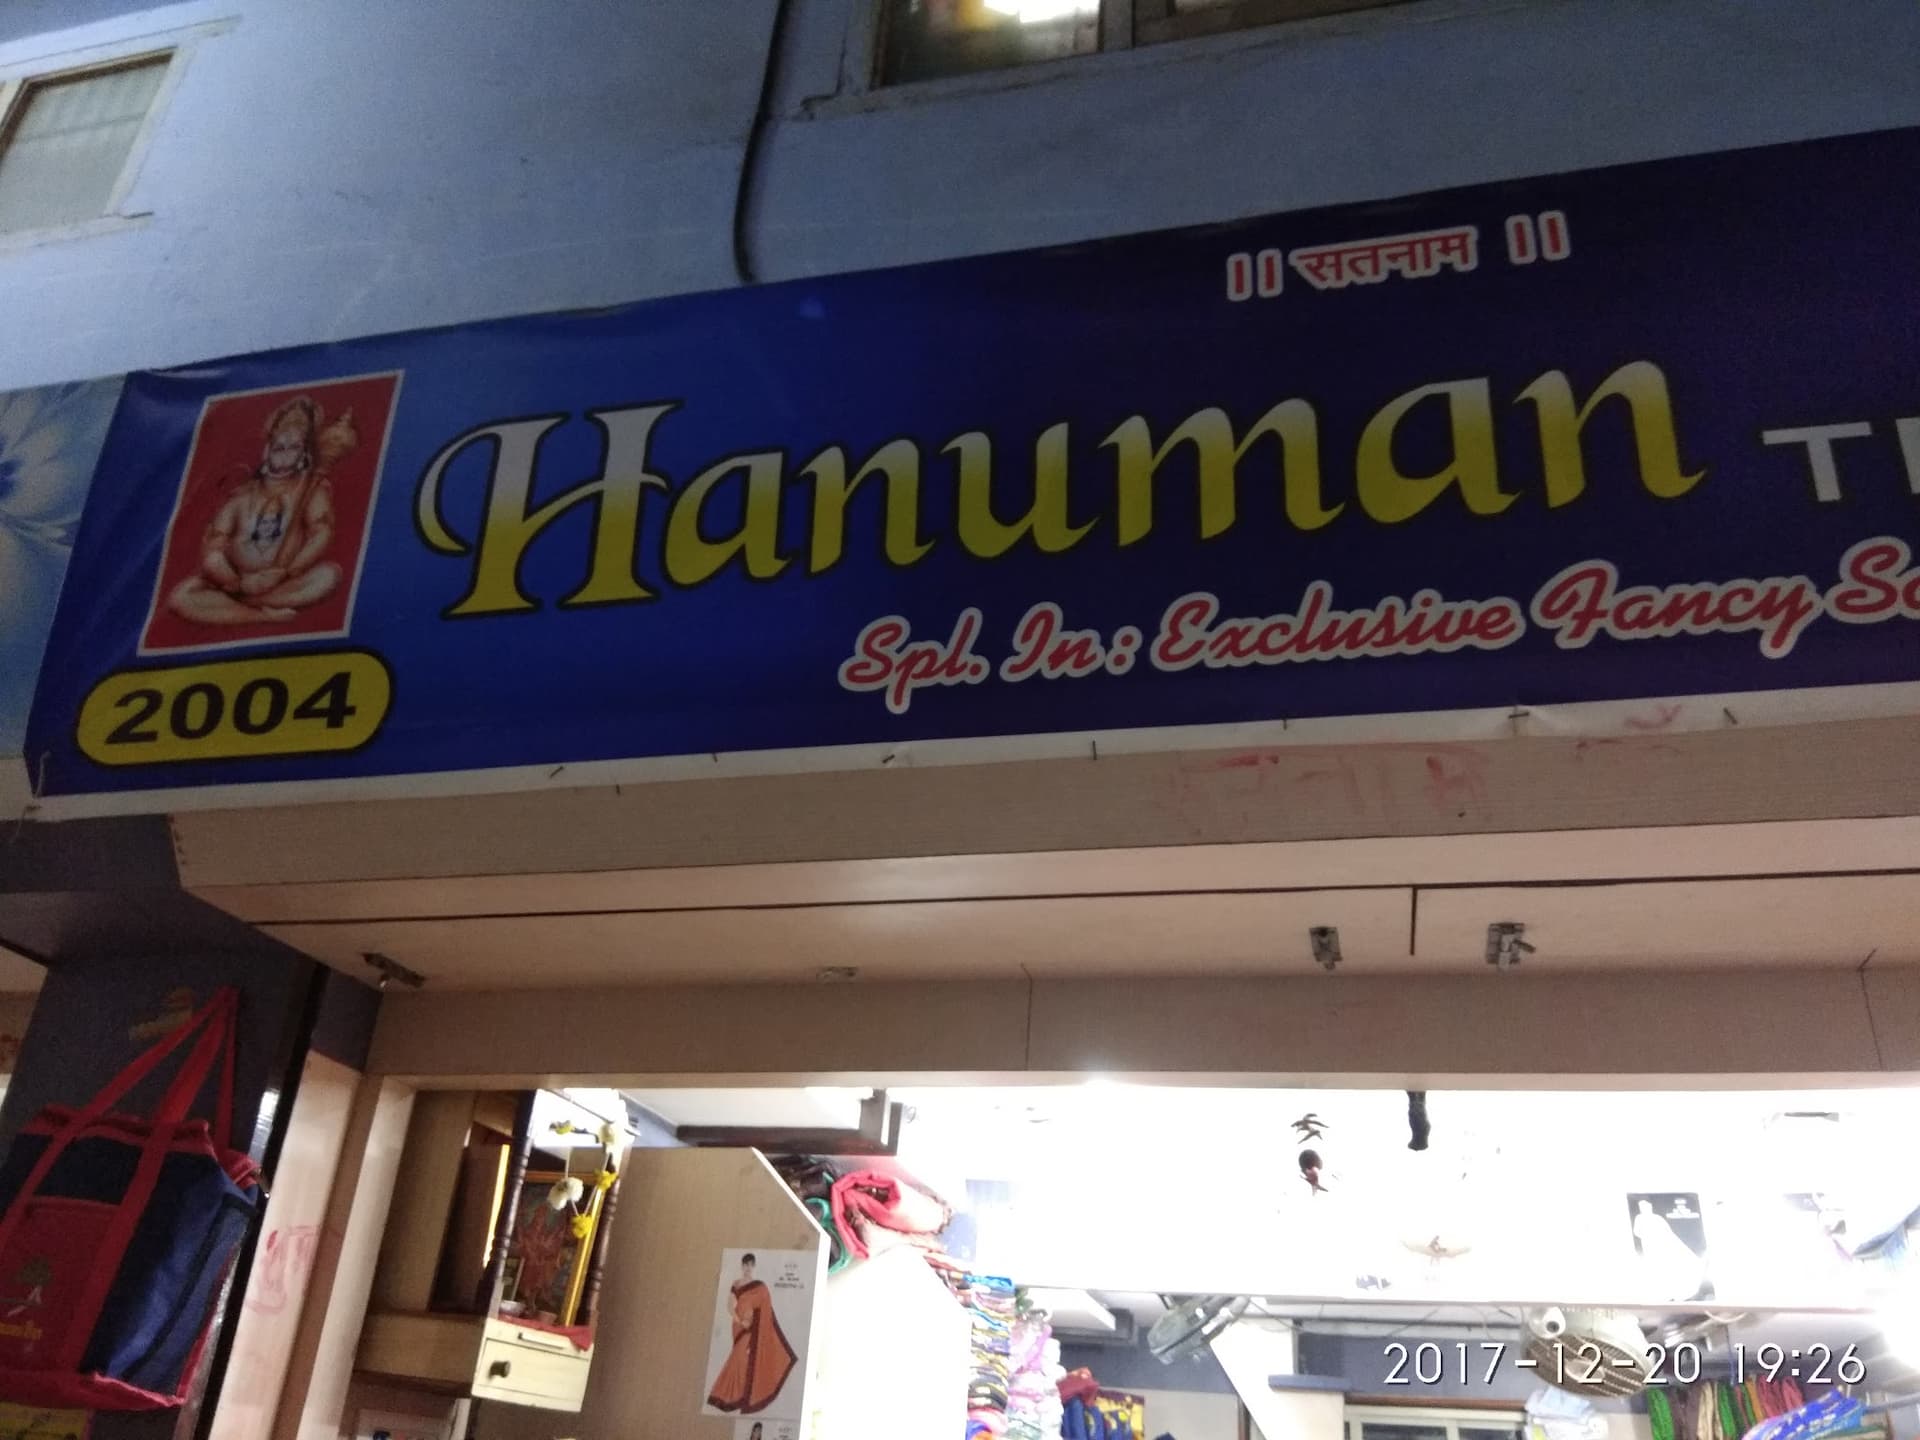 ।। सतनाम ।।
Hanuman
2004
Spl. In: Exclusive Fancy
2017-12-20 19:26